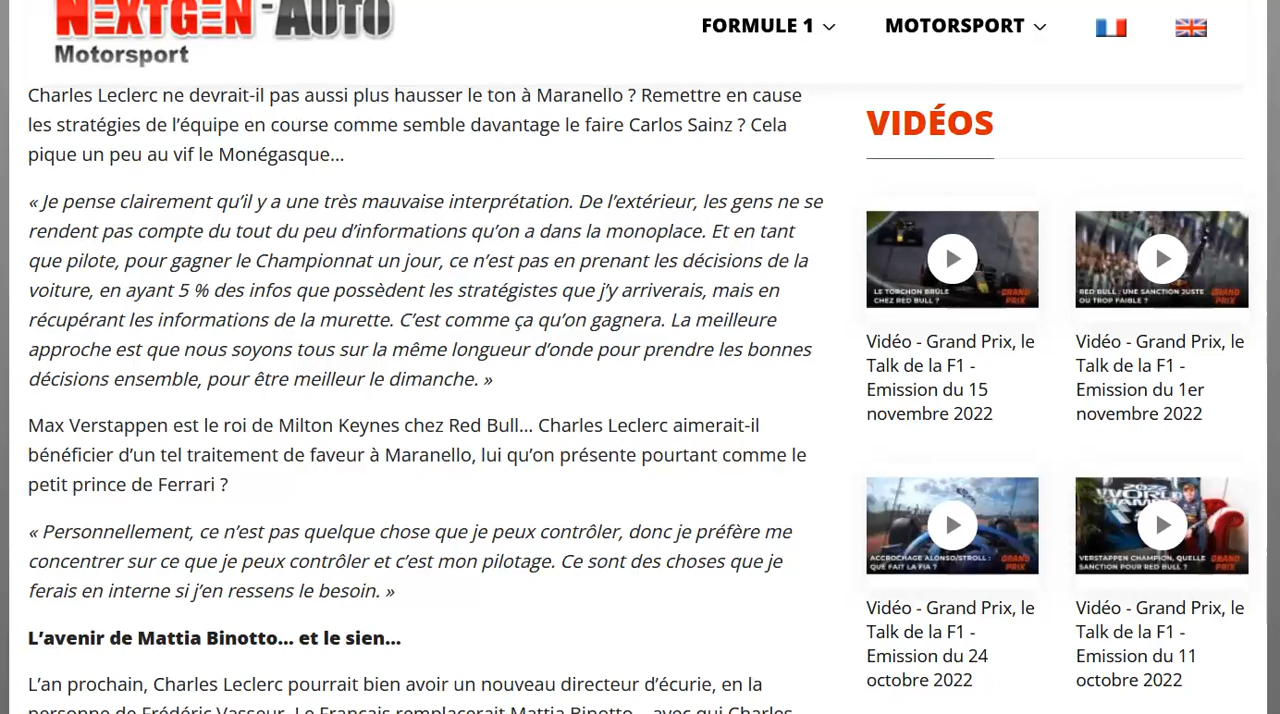 NEXTGEN-AUTO
Motorsport
FORMULE 1
MOTORSPORT
Charles Leclerc ne devrait-il pas aussi plus hausser le ton à Maranello ? Remettre en cause
les stratégies de l’équipe en course comme semble davantage le faire Carlos Sainz ? Cela
pique un peu au vif le Monégasque...
« Je pense clairement qu’il y a une très mauvaise interprétation. De l’extérieur, les gens ne se
rendent pas compte du tout du peu d’informations qu’on a dans la monoplace. Et en tant
que pilote, pour gagner le Championnat un jour, ce n’est pas en prenant les décisions de la
voiture, en ayant 5 % des infos que possèdent les stratégistes que j’y arriverais, mais en
récupérant les informations de la murette. C’est comme ça qu’on gagnera. La meilleure
approche est que nous soyons tous sur la même longueur d’onde pour prendre les bonnes
décisions ensemble, pour être meilleur le dimanche. »
Max Verstappen est le roi de Milton Keynes chez Red Bull... Charles Leclerc aimerait-il
bénéficier d’un tel traitement de faveur à Maranello, lui qu’on présente pourtant comme le
petit prince de Ferrari ?
« Personnellement, ce n’est pas quelque chose que je peux contrôler, donc je préfère me
concentrer sur ce que je peux contrôler et c’est mon pilotage. Ce sont des choses que je
ferais en interne si j’en ressens le besoin. »
L’avenir de Mattia Binotto... et le sien...
L’an prochain, Charles Leclerc pourrait bien avoir un nouveau directeur d’écurie, en la
personne de Frédéric Vasseur. Le Français remplacerait Mattia Binotto... avec qui Charles
VIDÉOS
LE TORCHON BRÛLE
CHEZ RED BULL ?
GRAND
PRIX
Vidéo - Grand Prix, le
Talk de la F1 -
Emission du 15
novembre 2022
RED BULL : UNE SANCTION JUSTE
OU TROP FAIBLE ?
GRAND
PRIX
Vidéo - Grand Prix, le
Talk de la F1 -
Emission du 1er
novembre 2022
ACCROCHAGE ALONSO/STROLL :
QUE FAIT LA FIA ?
GRAND
PRIX
Vidéo - Grand Prix, le
Talk de la F1 -
Emission du 24
octobre 2022
2022
WORLD
VERSTAPPEN CHAMPION, QUELLE
SANCTION POUR RED BULL ?
GRAND
PRIX
Vidéo - Grand Prix, le
Talk de la F1 -
Emission du 11
octobre 2022